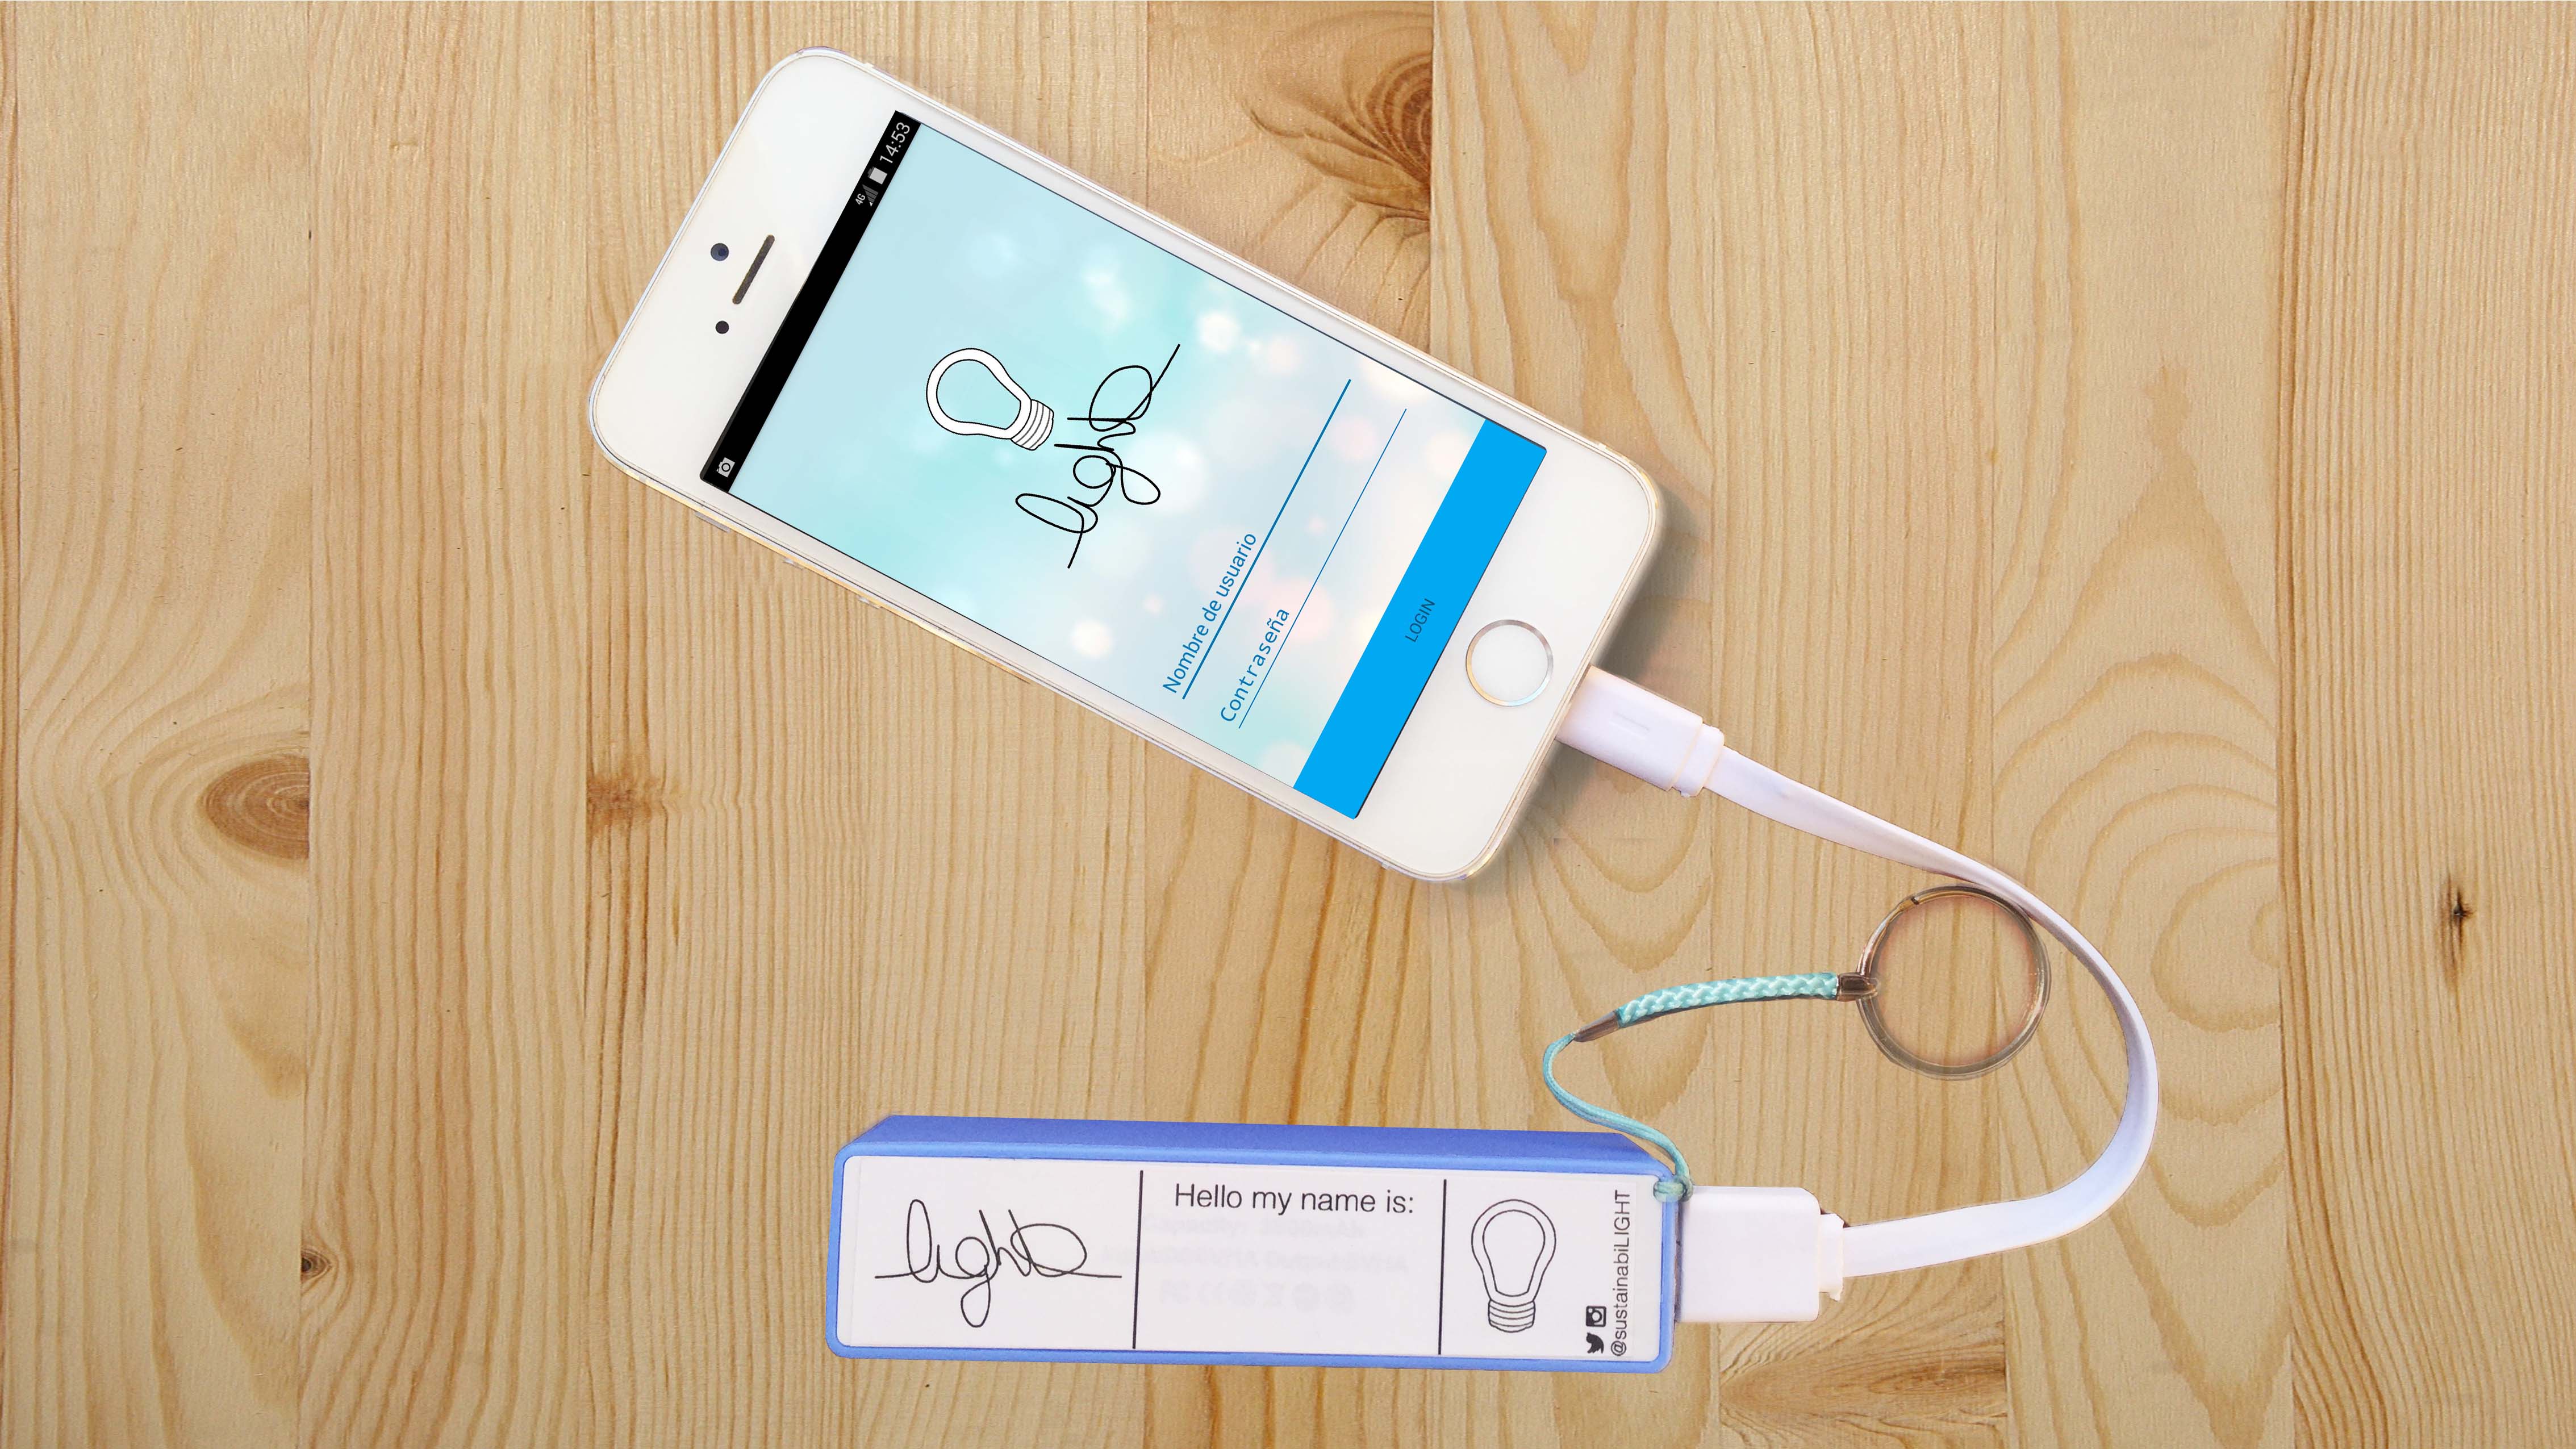 4G 14:53
light
Nombre de usuario
Contraseña
LOGIN
light
Hello my name is:
@sustainabiLIGHT